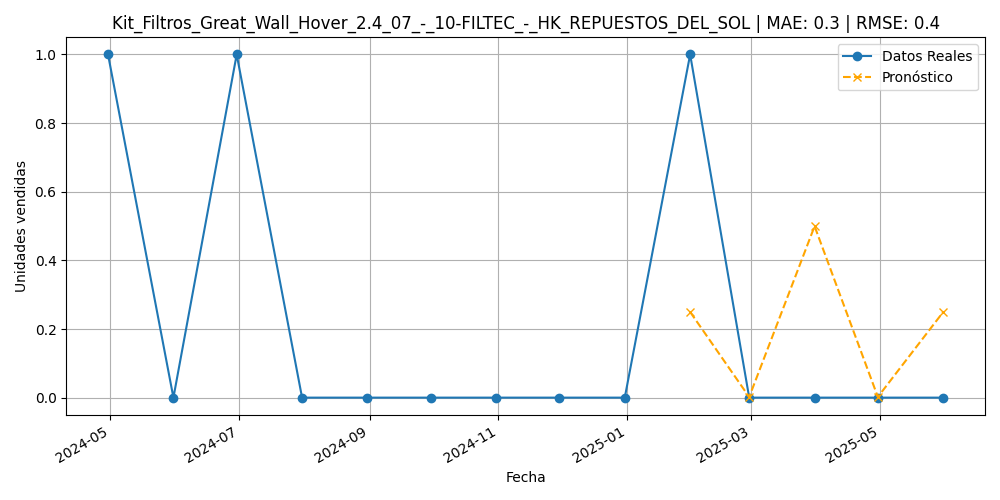 Kit_Filtros_Great_Wall_Hover_2.4_07_-_10-FILTEC_-_HK_REPUESTOS_DEL_SOL | MAE: 0.3 | RMSE: 0.4
Datos Reales
Pronóstico
Unidades vendidas
1.0
0.8
0.6
0.4
0.2
0.0
2024-05
2024-07
2024-09
2024-11
2025-01
2025-03
2025-05
Fecha